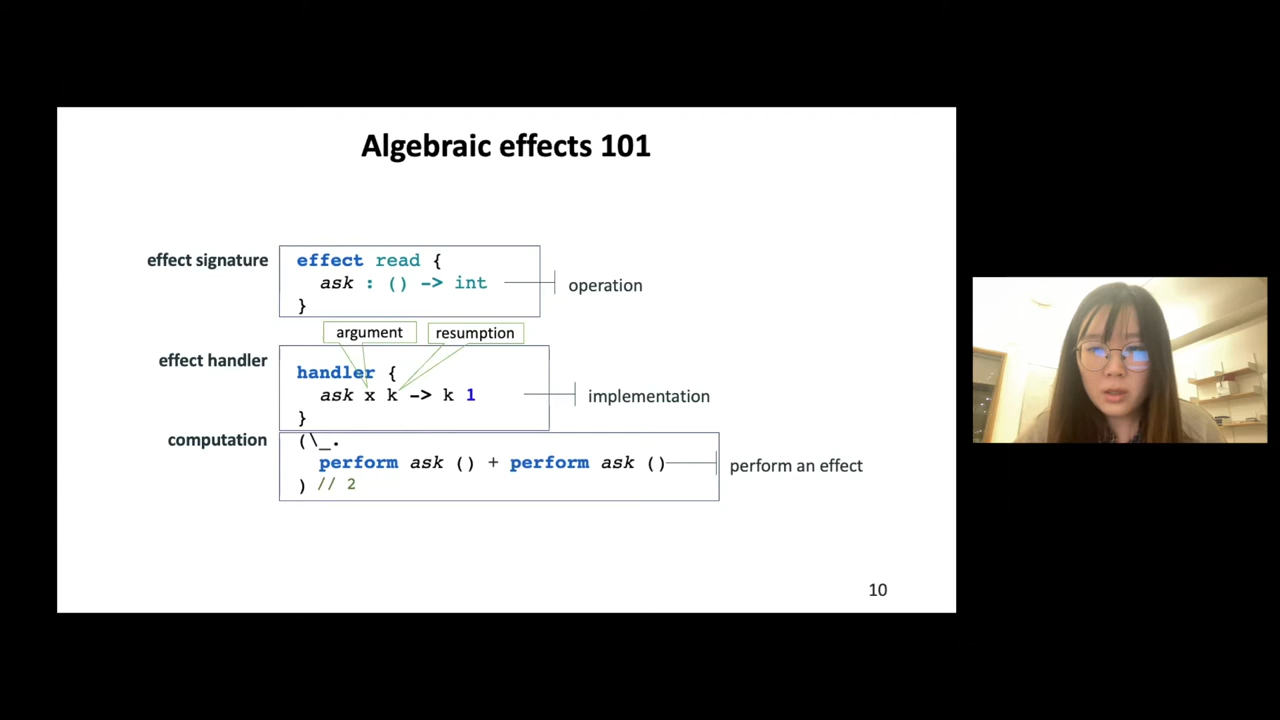 Algebraic effects 101
effect signature
effect read {
ask : () -> int
}
operation
argument
resumption
effect handler
handler {
ask x k -> k 1
}
implementation
computation
(\_.
perform ask () + perform ask ()
) // 2
perform an effect
10